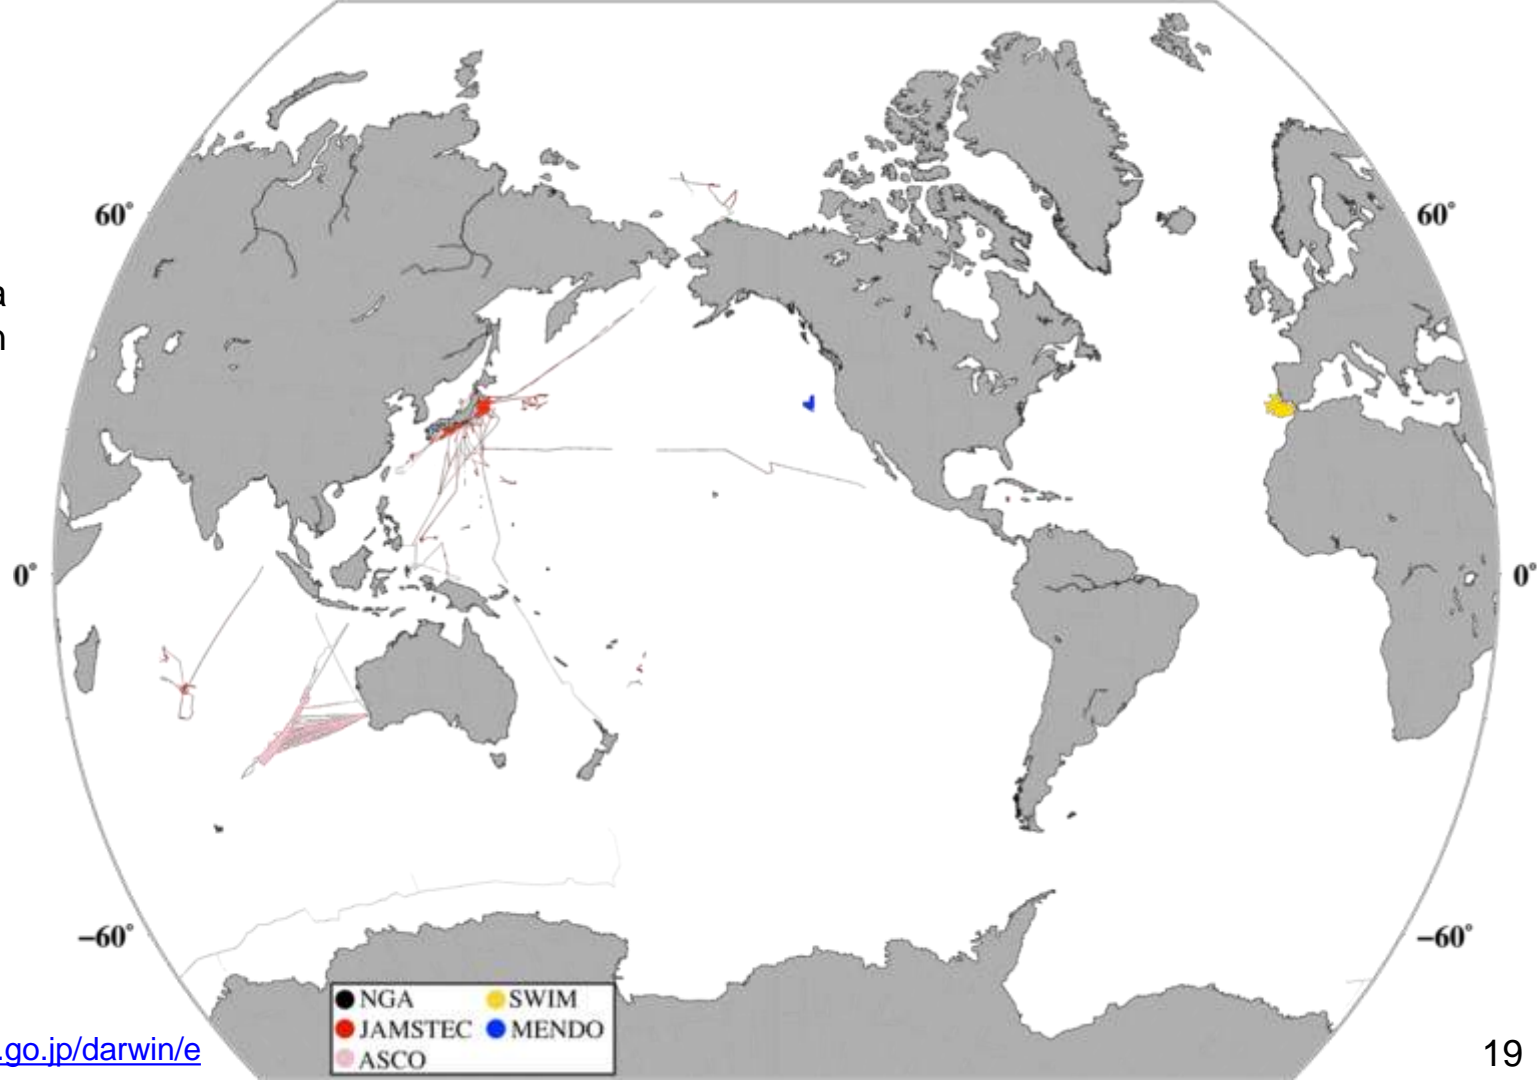 60°
60°
a
n
0°
0°
−60°
−60°
NGA
SWIM
JAMSTEC
MENDO
ASCO
.go.jp/darwin/e
19